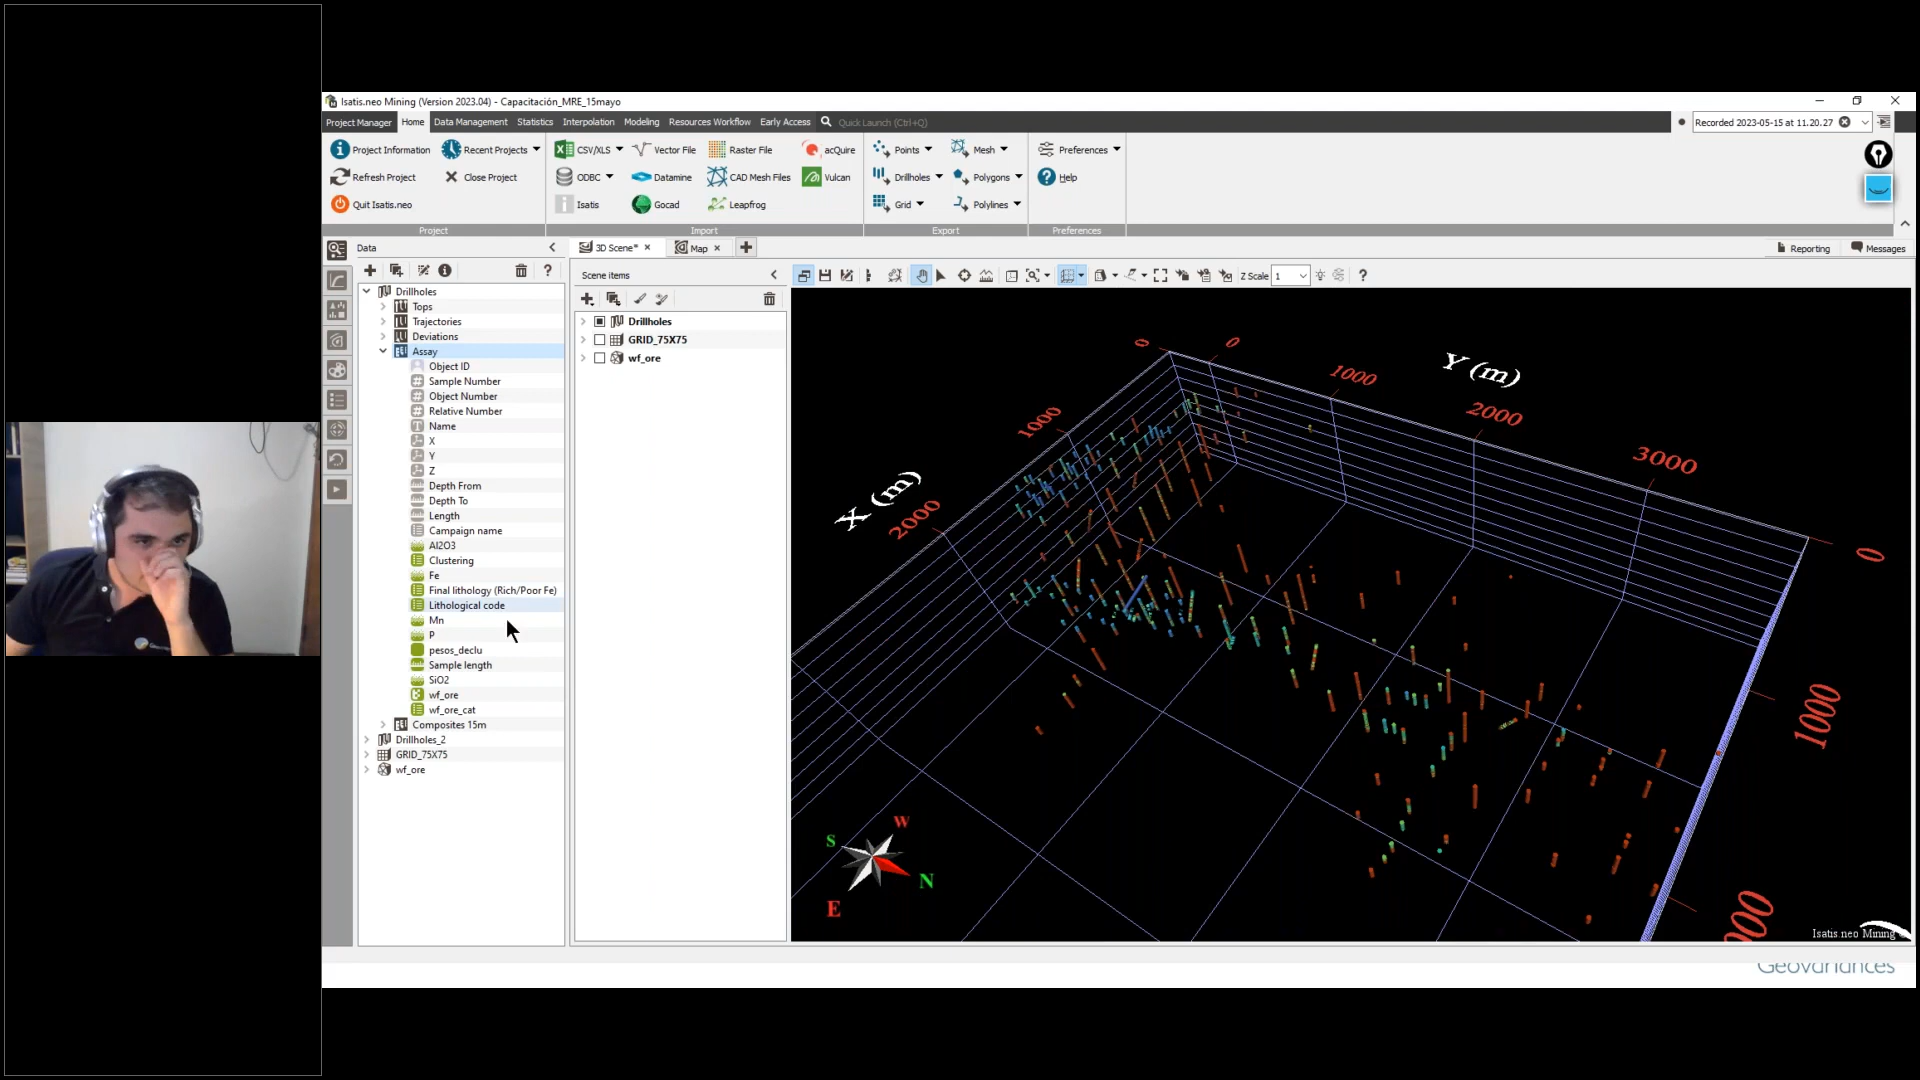 Isatis.neo Mining (Version 2023.04) - Capacitación_MRE_15mayo
Project Manager Home Data Management Statistics Interpolation Modeling Resources Workflow Early Access Quick Launch (Ctrl+Q) Recorded 2023-05-15 at 11.20.27
Project Information Recent Projects CSV/XLS Vector File Raster File acQuire Points Mesh Preferences
Refresh Project Close Project ODBC Datamine CAD Mesh Files Vulcan Drillholes Polygons Help
Quit Isatis.neo Isatis Gocad Leapfrog Grid Polylines
Project Import Export Preferences
Data 3D Scene* Map Reporting Messages
Scene items Z Scale 1
Drillholes
Tops
Trajectories
Deviations
Assay
Object ID
Sample Number
Object Number
Relative Number
Name
X
Y
Z
Depth From
Depth To
Length
Campaign name
Al2O3
Clustering
Fe
Final lithology (Rich/Poor Fe)
Lithological code
Mn
P
pesos_declu
Sample length
SiO2
wf_ore
wf_ore_cat
Composites 15m
Drillholes_2
GRID_75X75
wf_ore
Drillholes
GRID_75X75
wf_ore
0 0
1000 Y (m)
1000 2000
3000
X (m)
2000
0
1000
S W
N
E
Isatis.neo Mining
Geovariances